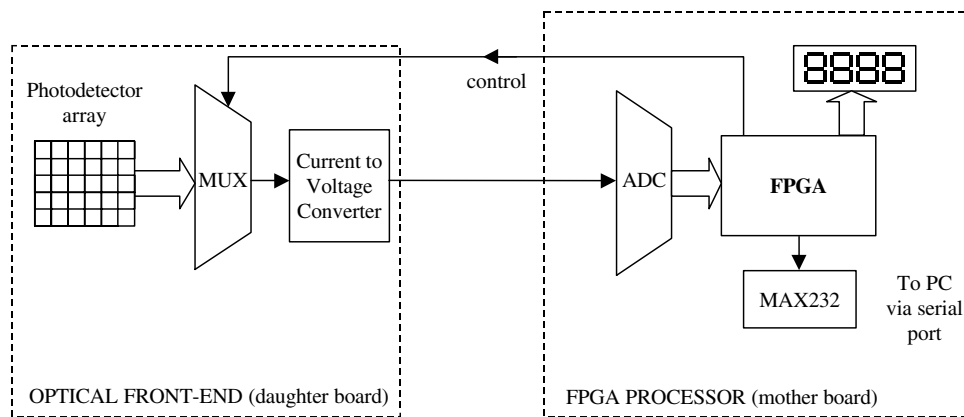 control
8888
Photodetector
array
MUX
Current to
Voltage
Converter
ADC
FPGA
MAX232
To PC
via serial
port
OPTICAL FRONT-END (daughter board)
FPGA PROCESSOR (mother board)